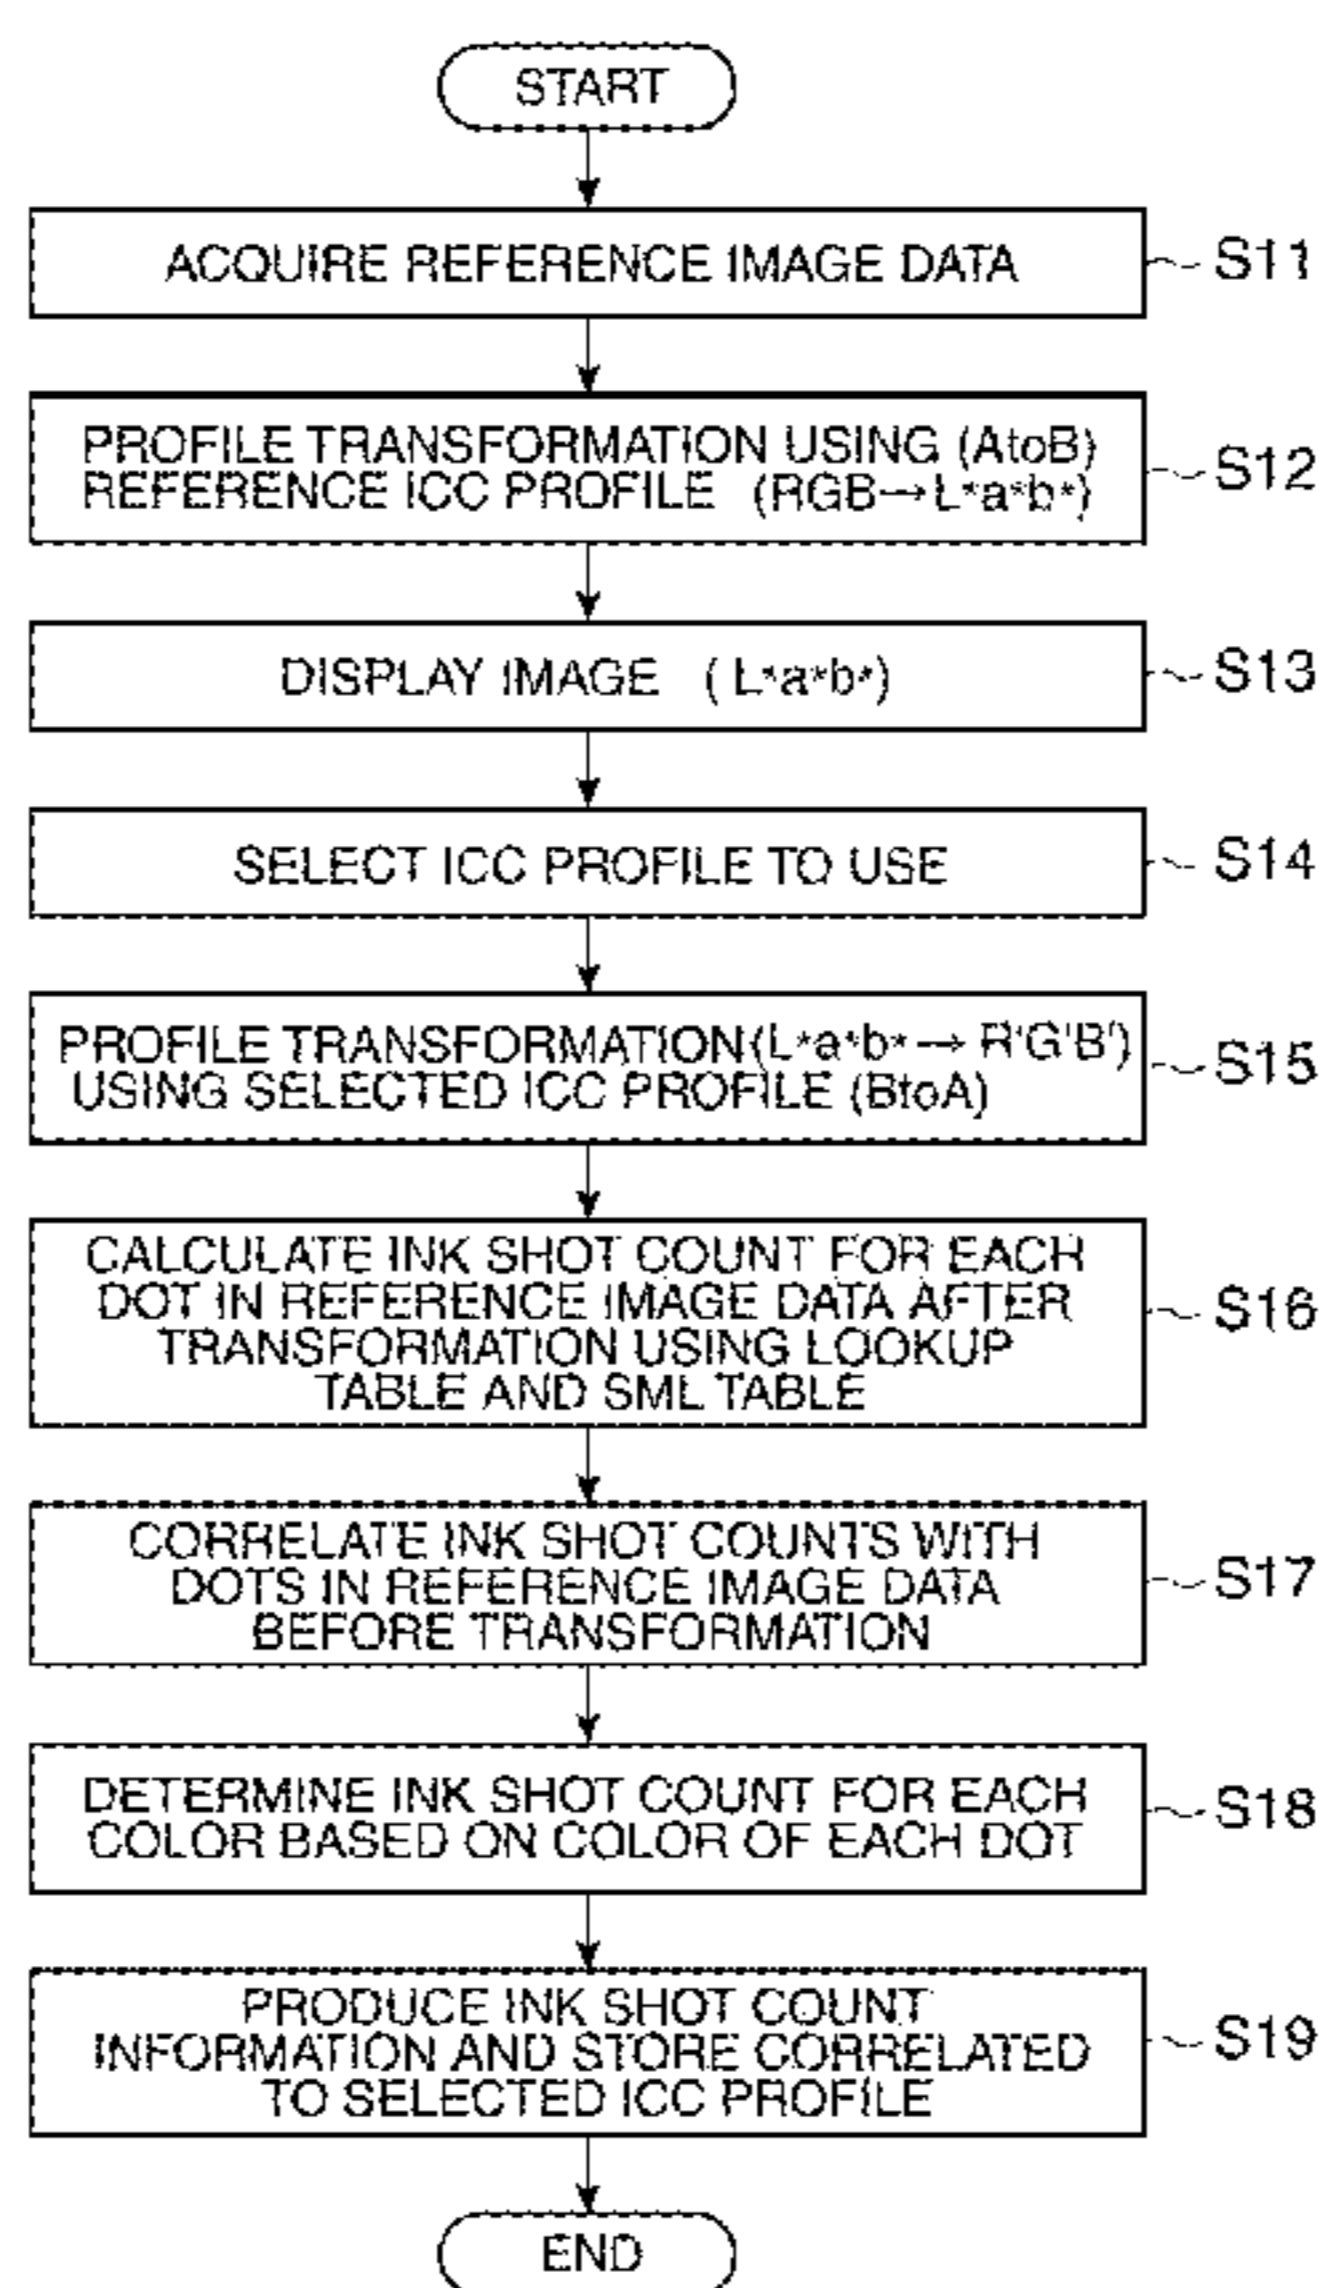 START
ACQUIRE REFERENCE IMAGE DATA
S11
PROFILE TRANSFORMATION USING (AtoB)
REFERENCE ICC PROFILE (RGB→L*a*b*)
S12
DISPLAY IMAGE ( L*a*b*)
S13
SELECT ICC PROFILE TO USE
S14
PROFILE TRANSFORMATION(L*a*b*→ R'G'B')
USING SELECTED ICC PROFILE (BtoA)
S15
CALCULATE INK SHOT COUNT FOR EACH
DOT IN REFERENCE IMAGE DATA AFTER
TRANSFORMATION USING LOOKUP
TABLE AND SML TABLE
S16
CORRELATE INK SHOT COUNTS WITH
DOTS IN REFERENCE IMAGE DATA
BEFORE TRANSFORMATION
S17
DETERMINE INK SHOT COUNT FOR EACH
COLOR BASED ON COLOR OF EACH DOT
S18
PRODUCE INK SHOT COUNT
INFORMATION AND STORE CORRELATED
TO SELECTED ICC PROFILE
S19
END